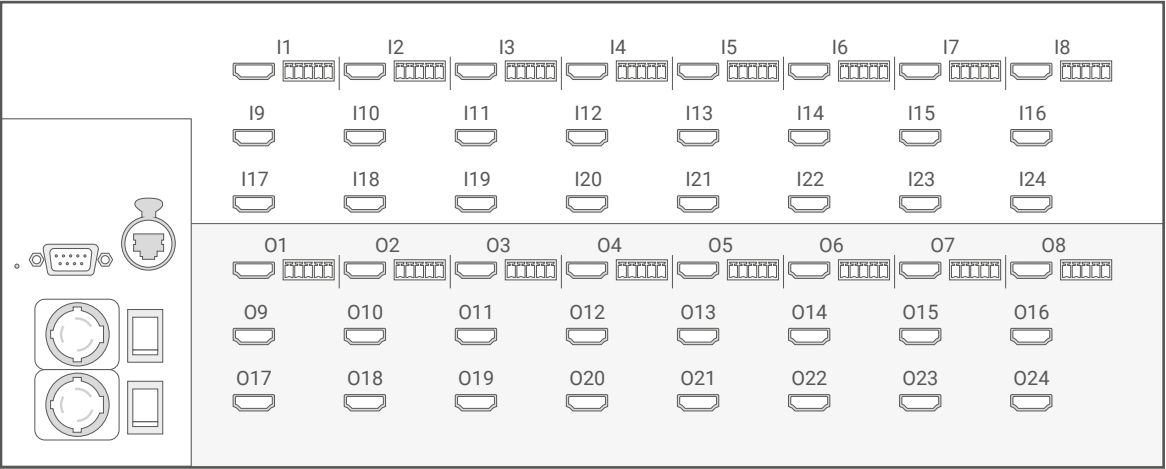 I1 I2 I3 I4 I5 I6 I7 I8
I9 I10 I11 I12 I13 I14 I15 I16
I17 I18 I19 I20 I21 I22 I23 I24
O1 O2 O3 O4 O5 O6 O7 O8
O9 O10 O11 O12 O13 O14 O15 O16
O17 O18 O19 O20 O21 O22 O23 O24